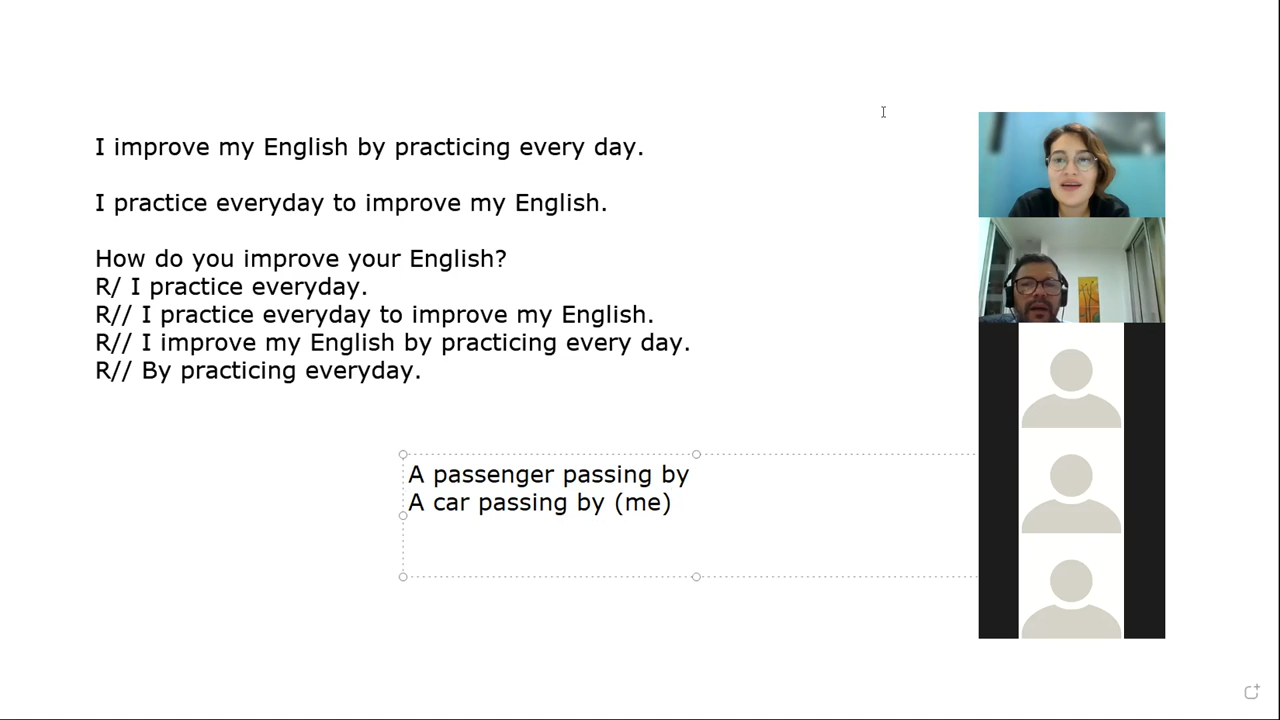 I improve my English by practicing every day.
I practice everyday to improve my English.
How do you improve your English?
R/ I practice everyday.
R// I practice everyday to improve my English.
R// I improve my English by practicing every day.
R// By practicing everyday.
A passenger passing by
A car passing by (me)